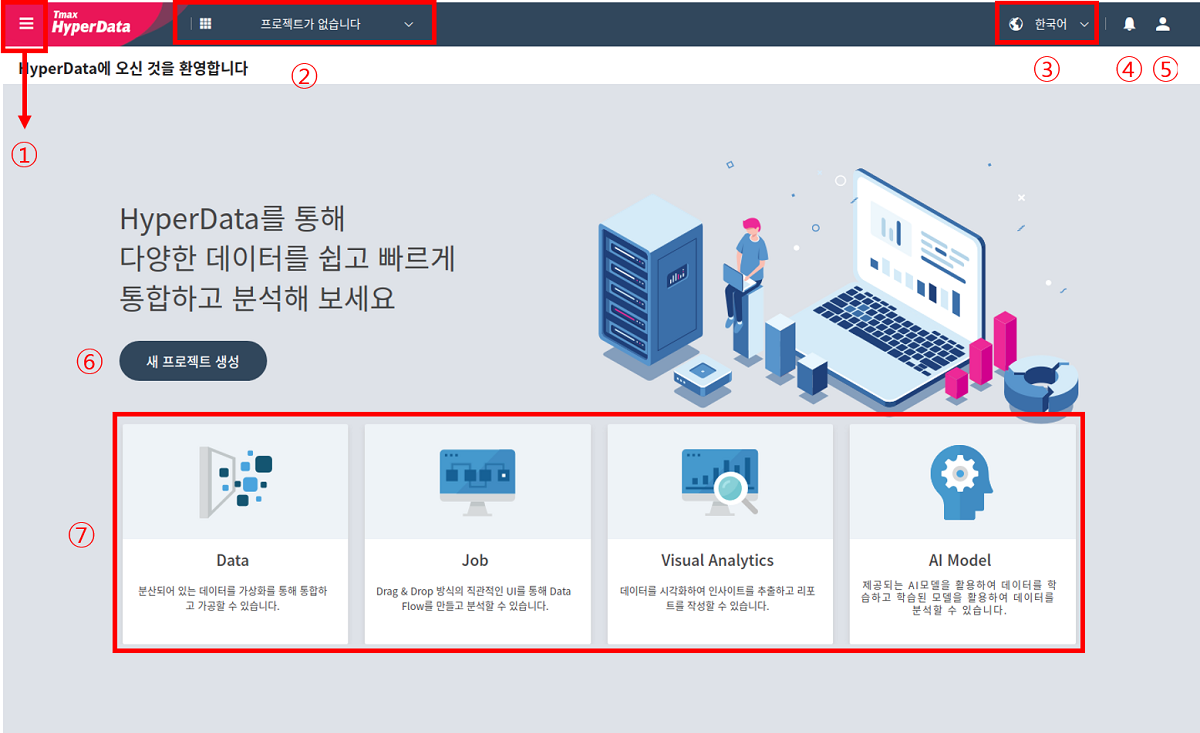 Tmax
HyperData
프로젝트가 없습니다
한국어
HyperData에 오신 것을 환영합니다
②
③
④
⑤
①
HyperData를 통해
다양한 데이터를 쉽고 빠르게
통합하고 분석해 보세요
⑥
새 프로젝트 생성
⑦
Data
분산되어 있는 데이터를 가상화를 통해 통합하
고 가공할 수 있습니다.
Job
Drag & Drop 방식의 직관적인 UI를 통해 Data
Flow를 만들고 분석할 수 있습니다.
Visual Analytics
데이터를 시각화하여 인사이트를 추출하고 리포
트를 작성할 수 있습니다.
AI Model
제공되는 AI모델을 활용하여 데이터를 학
습하고 학습된 모델을 활용하여 데이터를
분석할 수 있습니다.